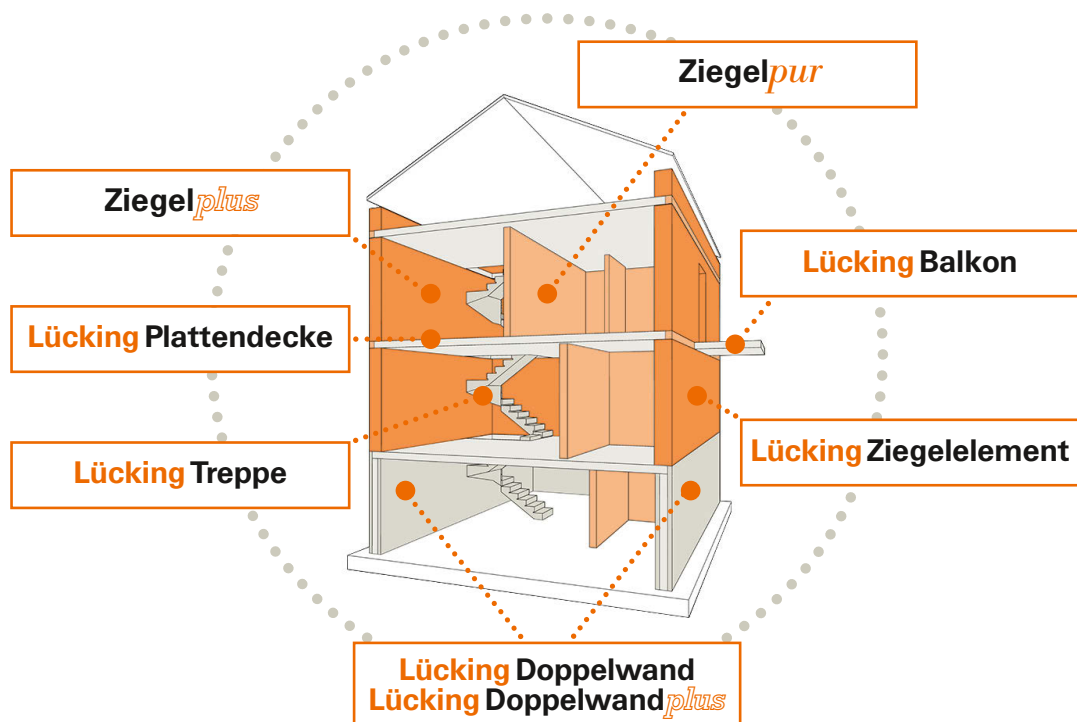 Ziegelpur
Ziegelplus
Lücking Balkon
Lücking Plattendecke
Lücking Treppe
Lücking Ziegelelement
Lücking Doppelwand
Lücking Doppelwandplus